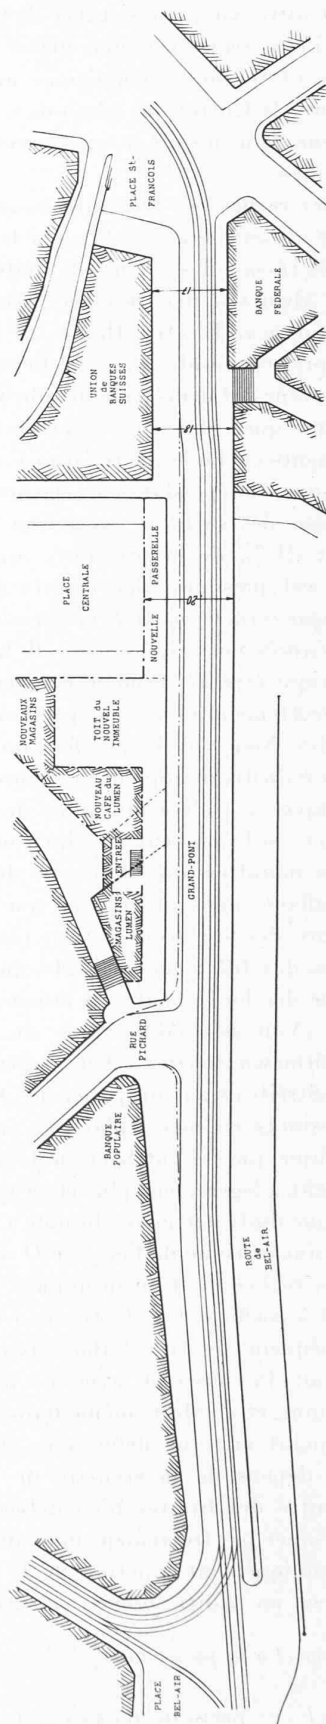 PLACE St-
FRANCOIS
UNION
de
BANQUES
SUISSES
17
BANQUE
FEDERALE
18
PLACE
CENTRALE
NOUVELLE PASSERELLE
20
NOUVEAUX
MAGASINS
TOIT du
NOUVEL
IMMEUBLE
NOUVEAU
CAFE du
LUMEN
ENTREE
MAGASINS
LUMEN
GRAND-PONT
RUE
PICHARD
BANQUE
POPULAIRE
ROUTE
de
BEL-AIR
PLACE
BEL-AIR